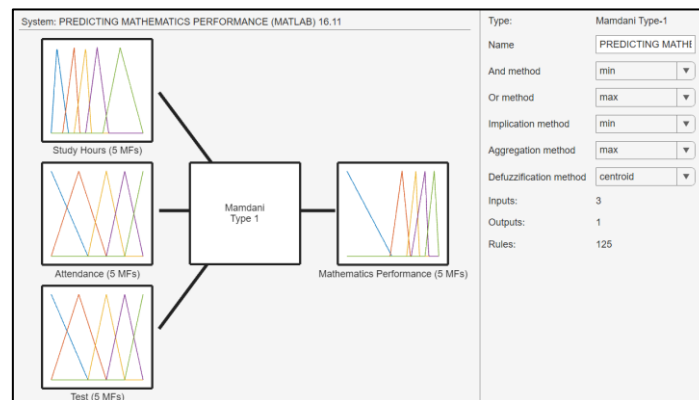 System: PREDICTING MATHEMATICS PERFORMANCE (MATLAB) 16.11
Study Hours (5 MFs)
Attendance (5 MFs)
Test (5 MFs)
Mamdani
Type 1
Mathematics Performance (5 MFs)
Type: Mamdani Type-1
Name PREDICTING MATHE
And method min
Or method max
Implication method min
Aggregation method max
Defuzzification method centroid
Inputs: 3
Outputs: 1
Rules: 125